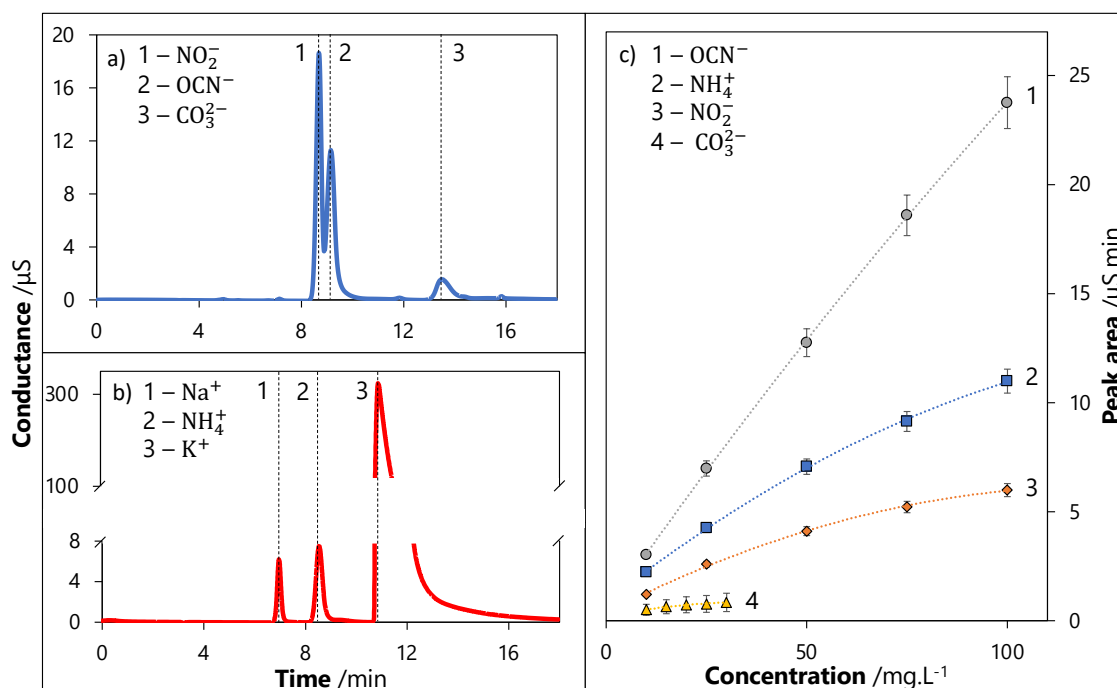 Conductance /µS
a)
1 – NO₂⁻
2 – OCN⁻
3 – CO₃²⁻
1 2 3
20
16
12
8
4
0
0 4 8 12 16
b)
1 – Na⁺
2 – NH₄⁺
3 – K⁺
1 2 3
300
100
8
4
0
0 4 8 12 16
Time /min
c)
1 – OCN⁻
2 – NH₄⁺
3 – NO₂⁻
4 – CO₃²⁻
1
2
3
4
25
20
15
10
5
0
Peak area /µS min
0 50 100
Concentration /mg.L⁻¹